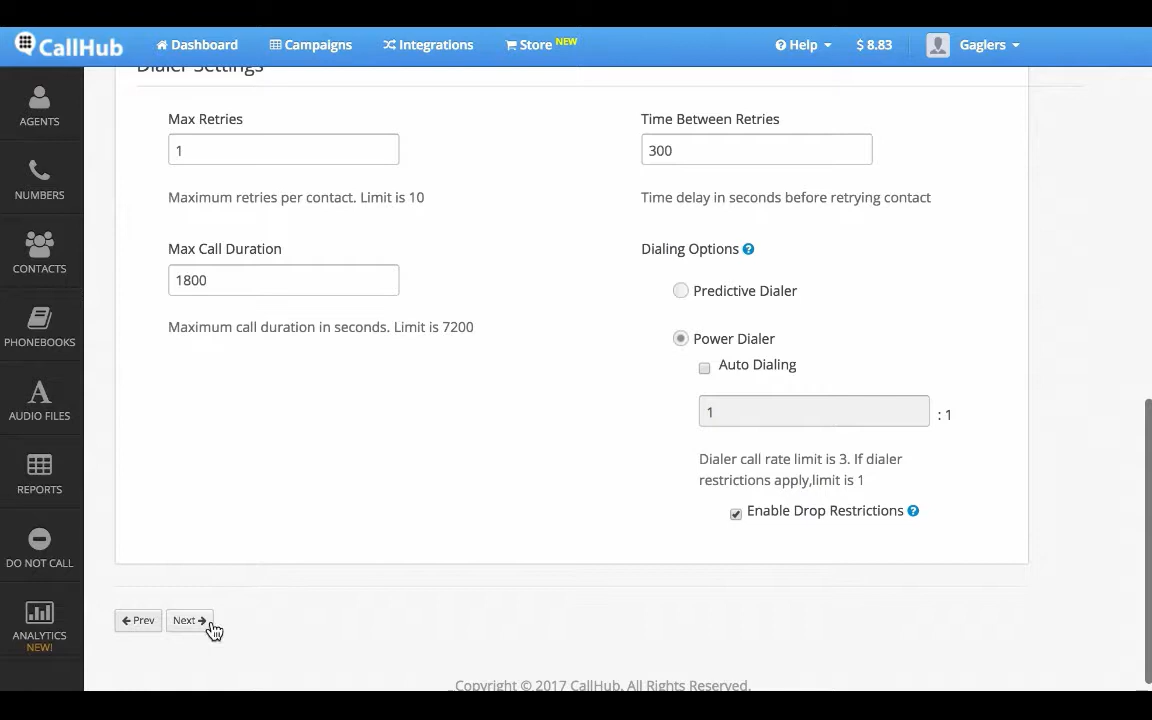 CallHub
Dashboard
Campaigns
Integrations
Store NEW
Help
$ 8.83
Gaglers
AGENTS
NUMBERS
CONTACTS
PHONEBOOKS
AUDIO FILES
REPORTS
DO NOT CALL
ANALYTICS
NEW!
Dialer Settings
Max Retries
1
Maximum retries per contact. Limit is 10
Time Between Retries
300
Time delay in seconds before retrying contact
Max Call Duration
1800
Maximum call duration in seconds. Limit is 7200
Dialing Options
Predictive Dialer
Power Dialer
Auto Dialing
1
: 1
Dialer call rate limit is 3. If dialer
restrictions apply,limit is 1
Enable Drop Restrictions
Prev
Next
Copyright © 2017 CallHub. All Rights Reserved.